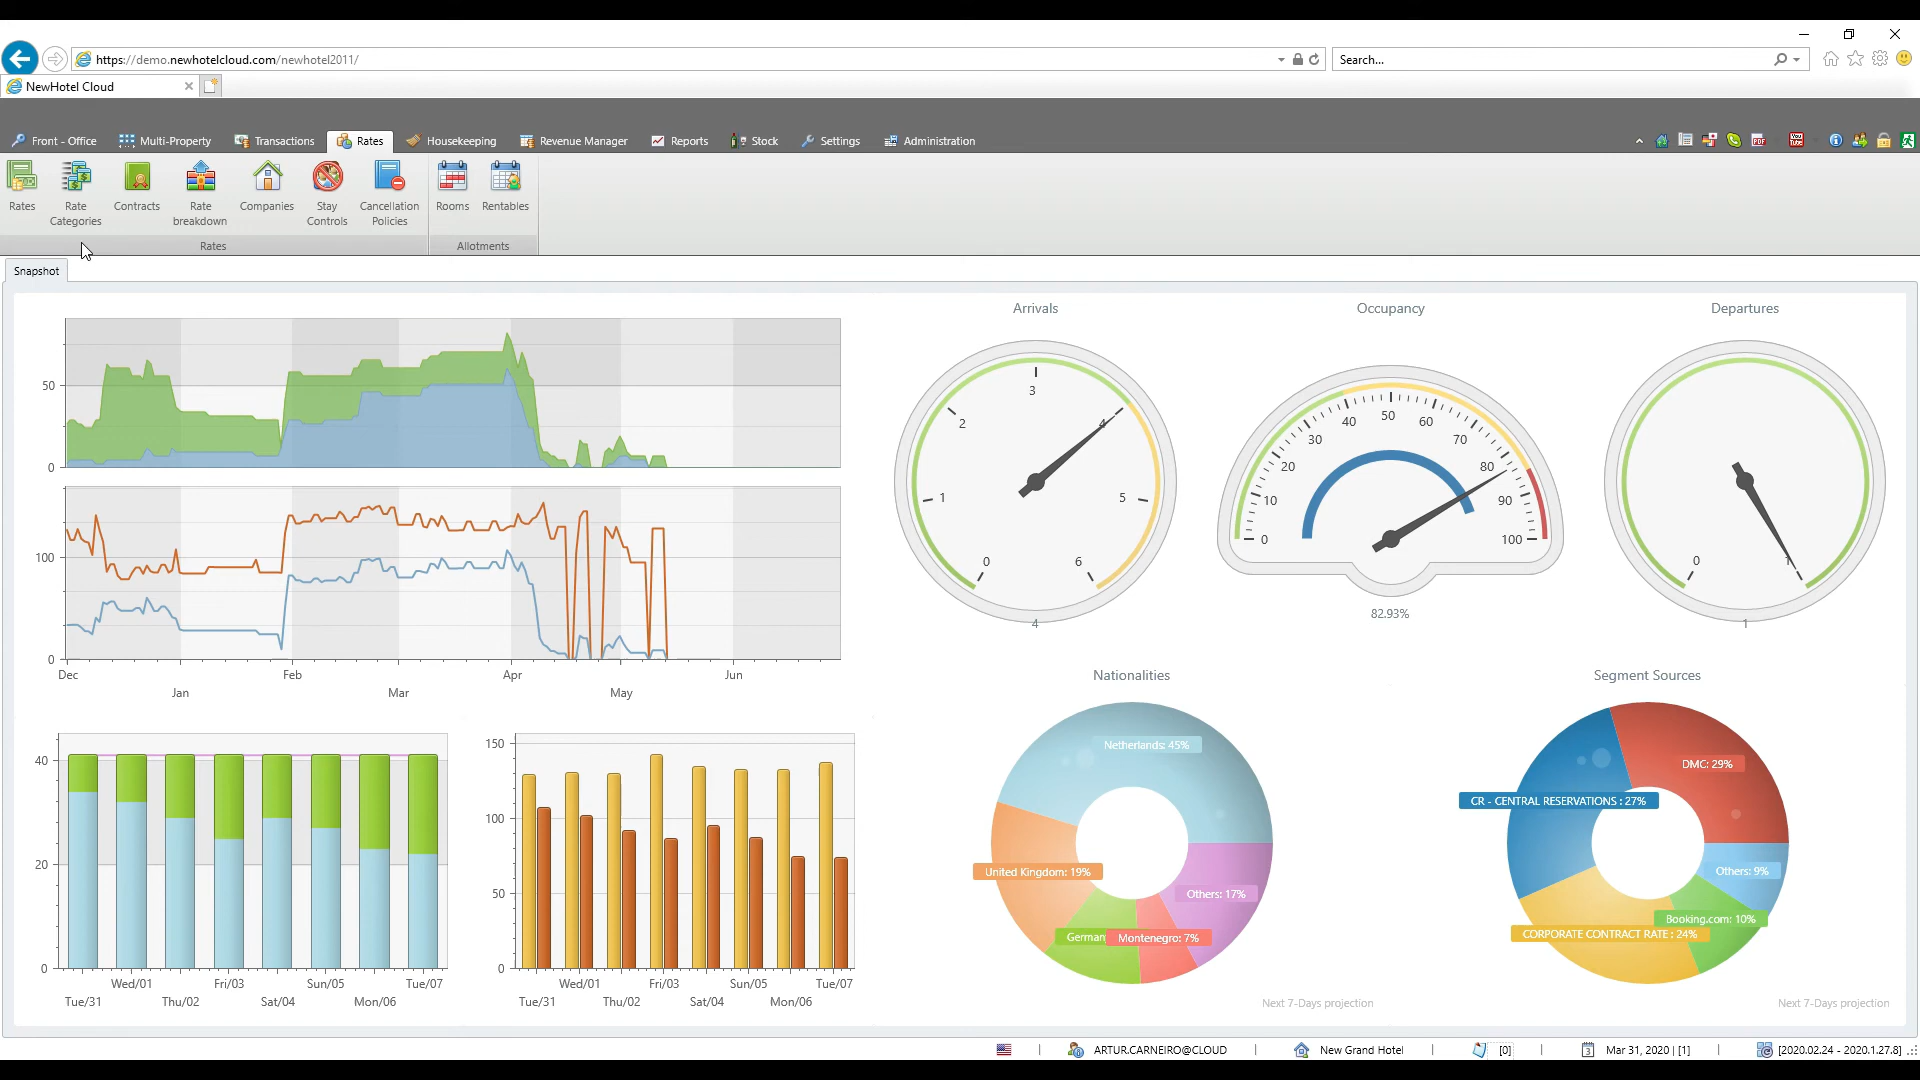 https://demo.newhotelcloud.com/newhotel2011/
Search...
NewHotel Cloud
Front - Office
Multi-Property
Transactions
Rates
Housekeeping
Revenue Manager
Reports
Stock
Settings
Administration
Rates
Rate Categories
Contracts
Rate breakdown
Companies
Stay Controls
Cancellation Policies
Rooms
Rentables
Rates
Allotments
Snapshot
50
0
100
0
Dec
Jan
Feb
Mar
Apr
May
Jun
Arrivals
0
1
2
3
4
5
6
4
Occupancy
0
10
20
30
40
50
60
70
80
90
100
82.93%
Departures
0
1
1
40
20
0
Tue/31
Wed/01
Thu/02
Fri/03
Sat/04
Sun/05
Mon/06
Tue/07
150
100
50
0
Tue/31
Wed/01
Thu/02
Fri/03
Sat/04
Sun/05
Mon/06
Tue/07
Nationalities
Netherlands: 45%
United Kingdom: 19%
Others: 17%
German
Montenegro: 7%
Next 7-Days projection
Segment Sources
DMC: 29%
CR - CENTRAL RESERVATIONS : 27%
Others: 9%
Booking.com: 10%
CORPORATE CONTRACT RATE : 24%
Next 7-Days projection
ARTUR.CARNEIRO@CLOUD
New Grand Hotel
[0]
Mar 31, 2020 | [1]
[2020.02.24 - 2020.1.27.8]